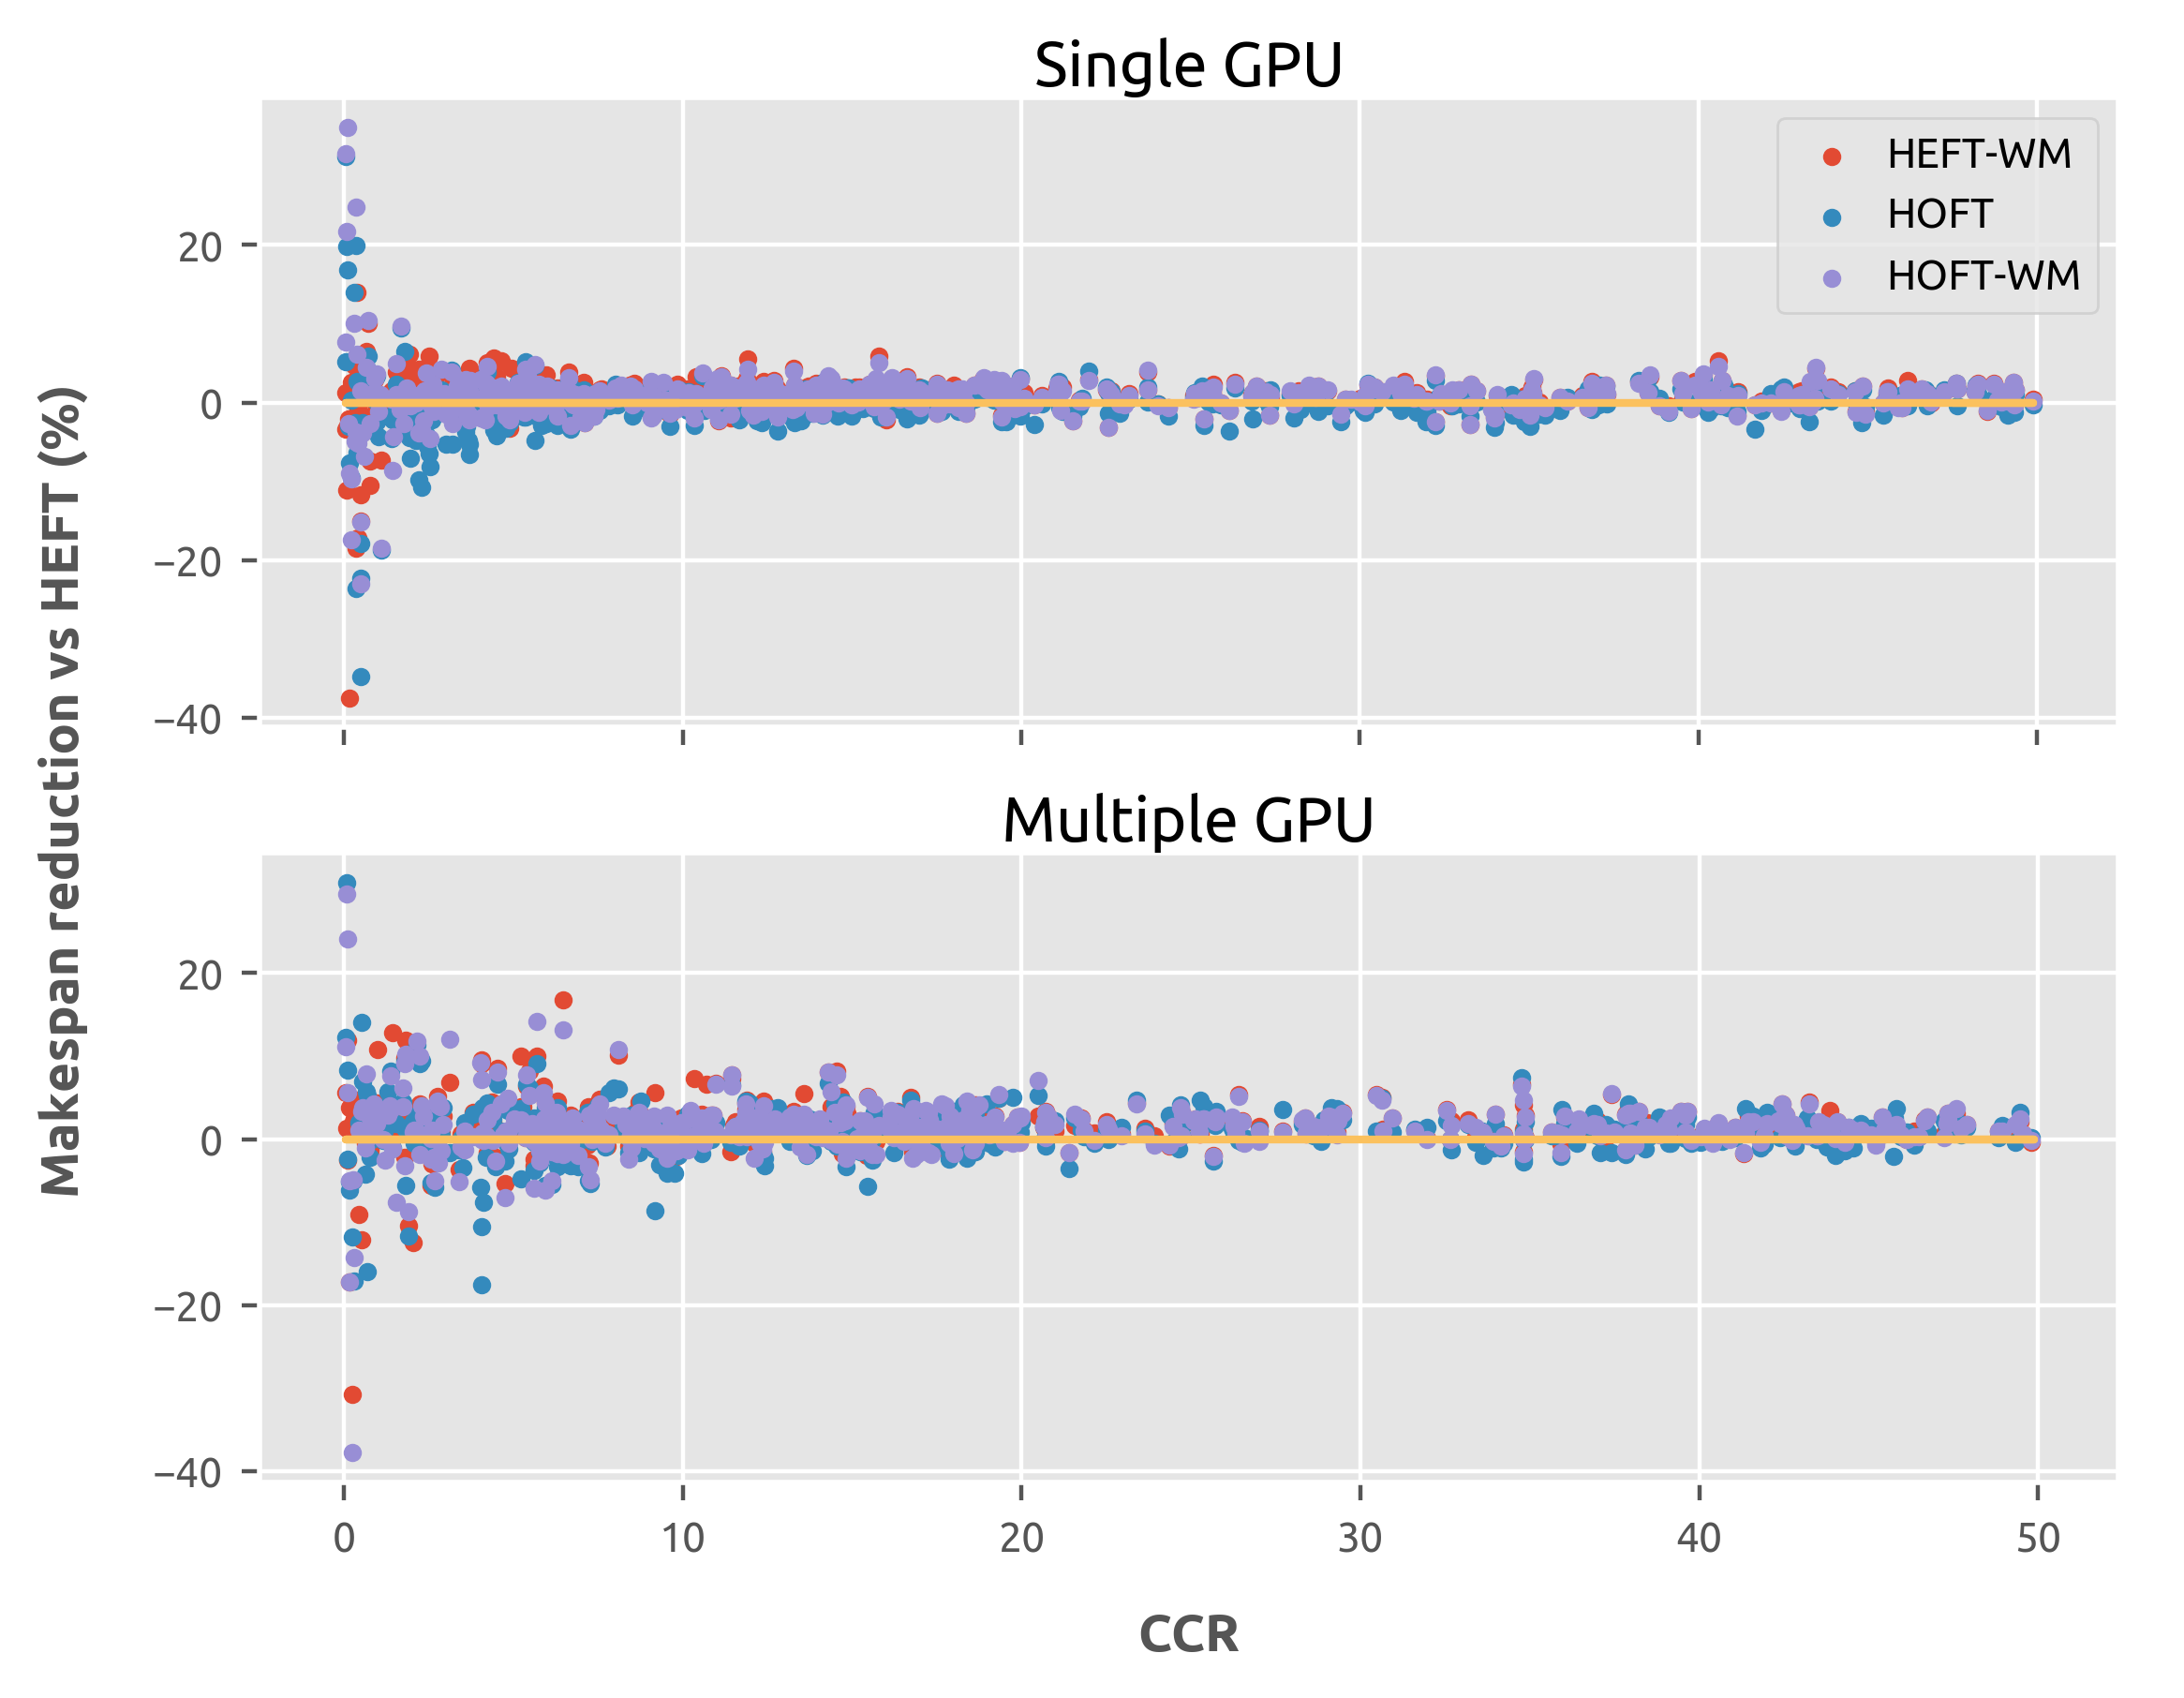 Single GPU
HEFT-WM
HOFT
HOFT-WM
20
0
−20
−40
Makespan reduction vs HEFT (%)
Multiple GPU
20
0
−20
−40
0 10 20 30 40 50
CCR